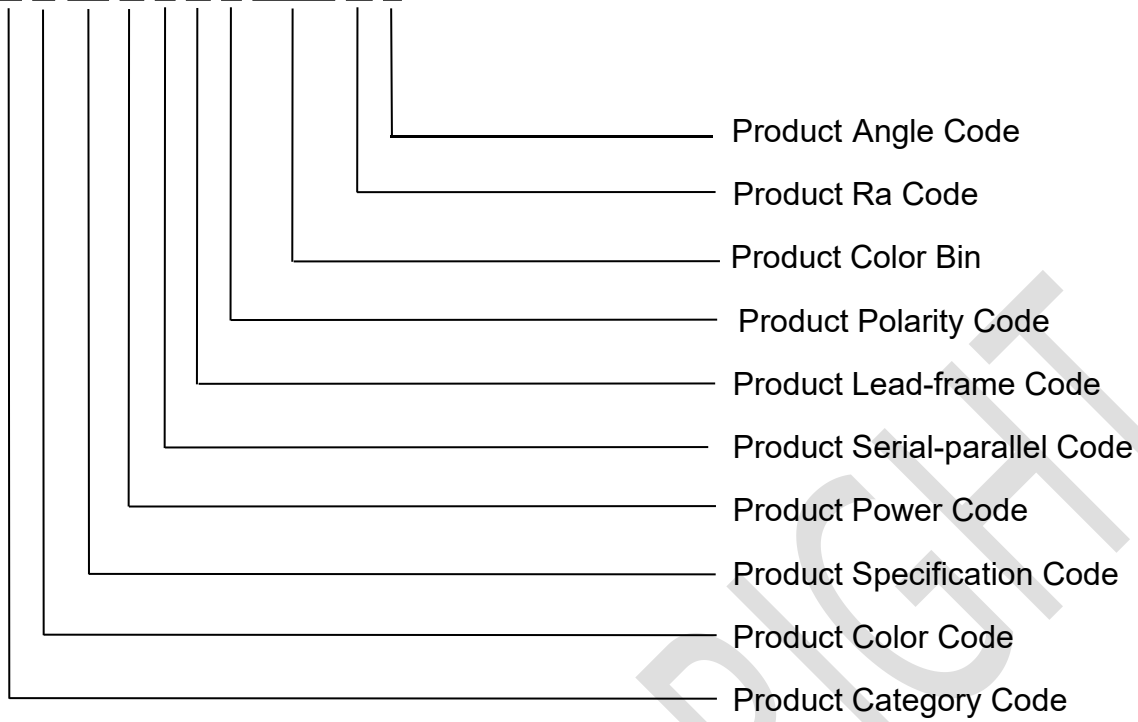 Product Angle Code
Product Ra Code
Product Color Bin
Product Polarity Code
Product Lead-frame Code
Product Serial-parallel Code
Product Power Code
Product Specification Code
Product Color Code
Product Category Code